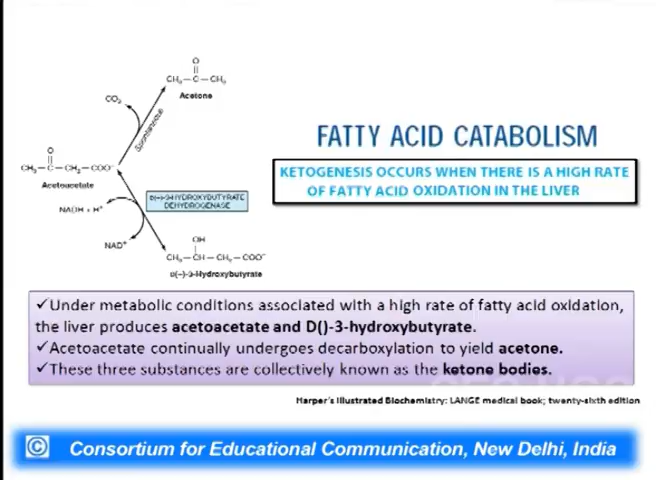 O
CH₃—C—CH₃
Acetone
CO₂
Spontaneous
O
CH₃—C—CH₂—COO⁻
Acetoacetate
D(–)-3-HYDROXYBUTYRATE
DEHYDROGENASE
NADH + H⁺
NAD⁺
OH
CH₃—CH—CH₂—COO⁻
D(–)-3-Hydroxybutyrate
FATTY ACID CATABOLISM
KETOGENESIS OCCURS WHEN THERE IS A HIGH RATE
OF FATTY ACID OXIDATION IN THE LIVER
✓Under metabolic conditions associated with a high rate of fatty acid oxidation,
the liver produces acetoacetate and D()-3-hydroxybutyrate.
✓Acetoacetate continually undergoes decarboxylation to yield acetone.
✓These three substances are collectively known as the ketone bodies.
Harper's Illustrated Biochemistry: LANGE medical book; twenty-sixth edition
© Consortium for Educational Communication, New Delhi, India